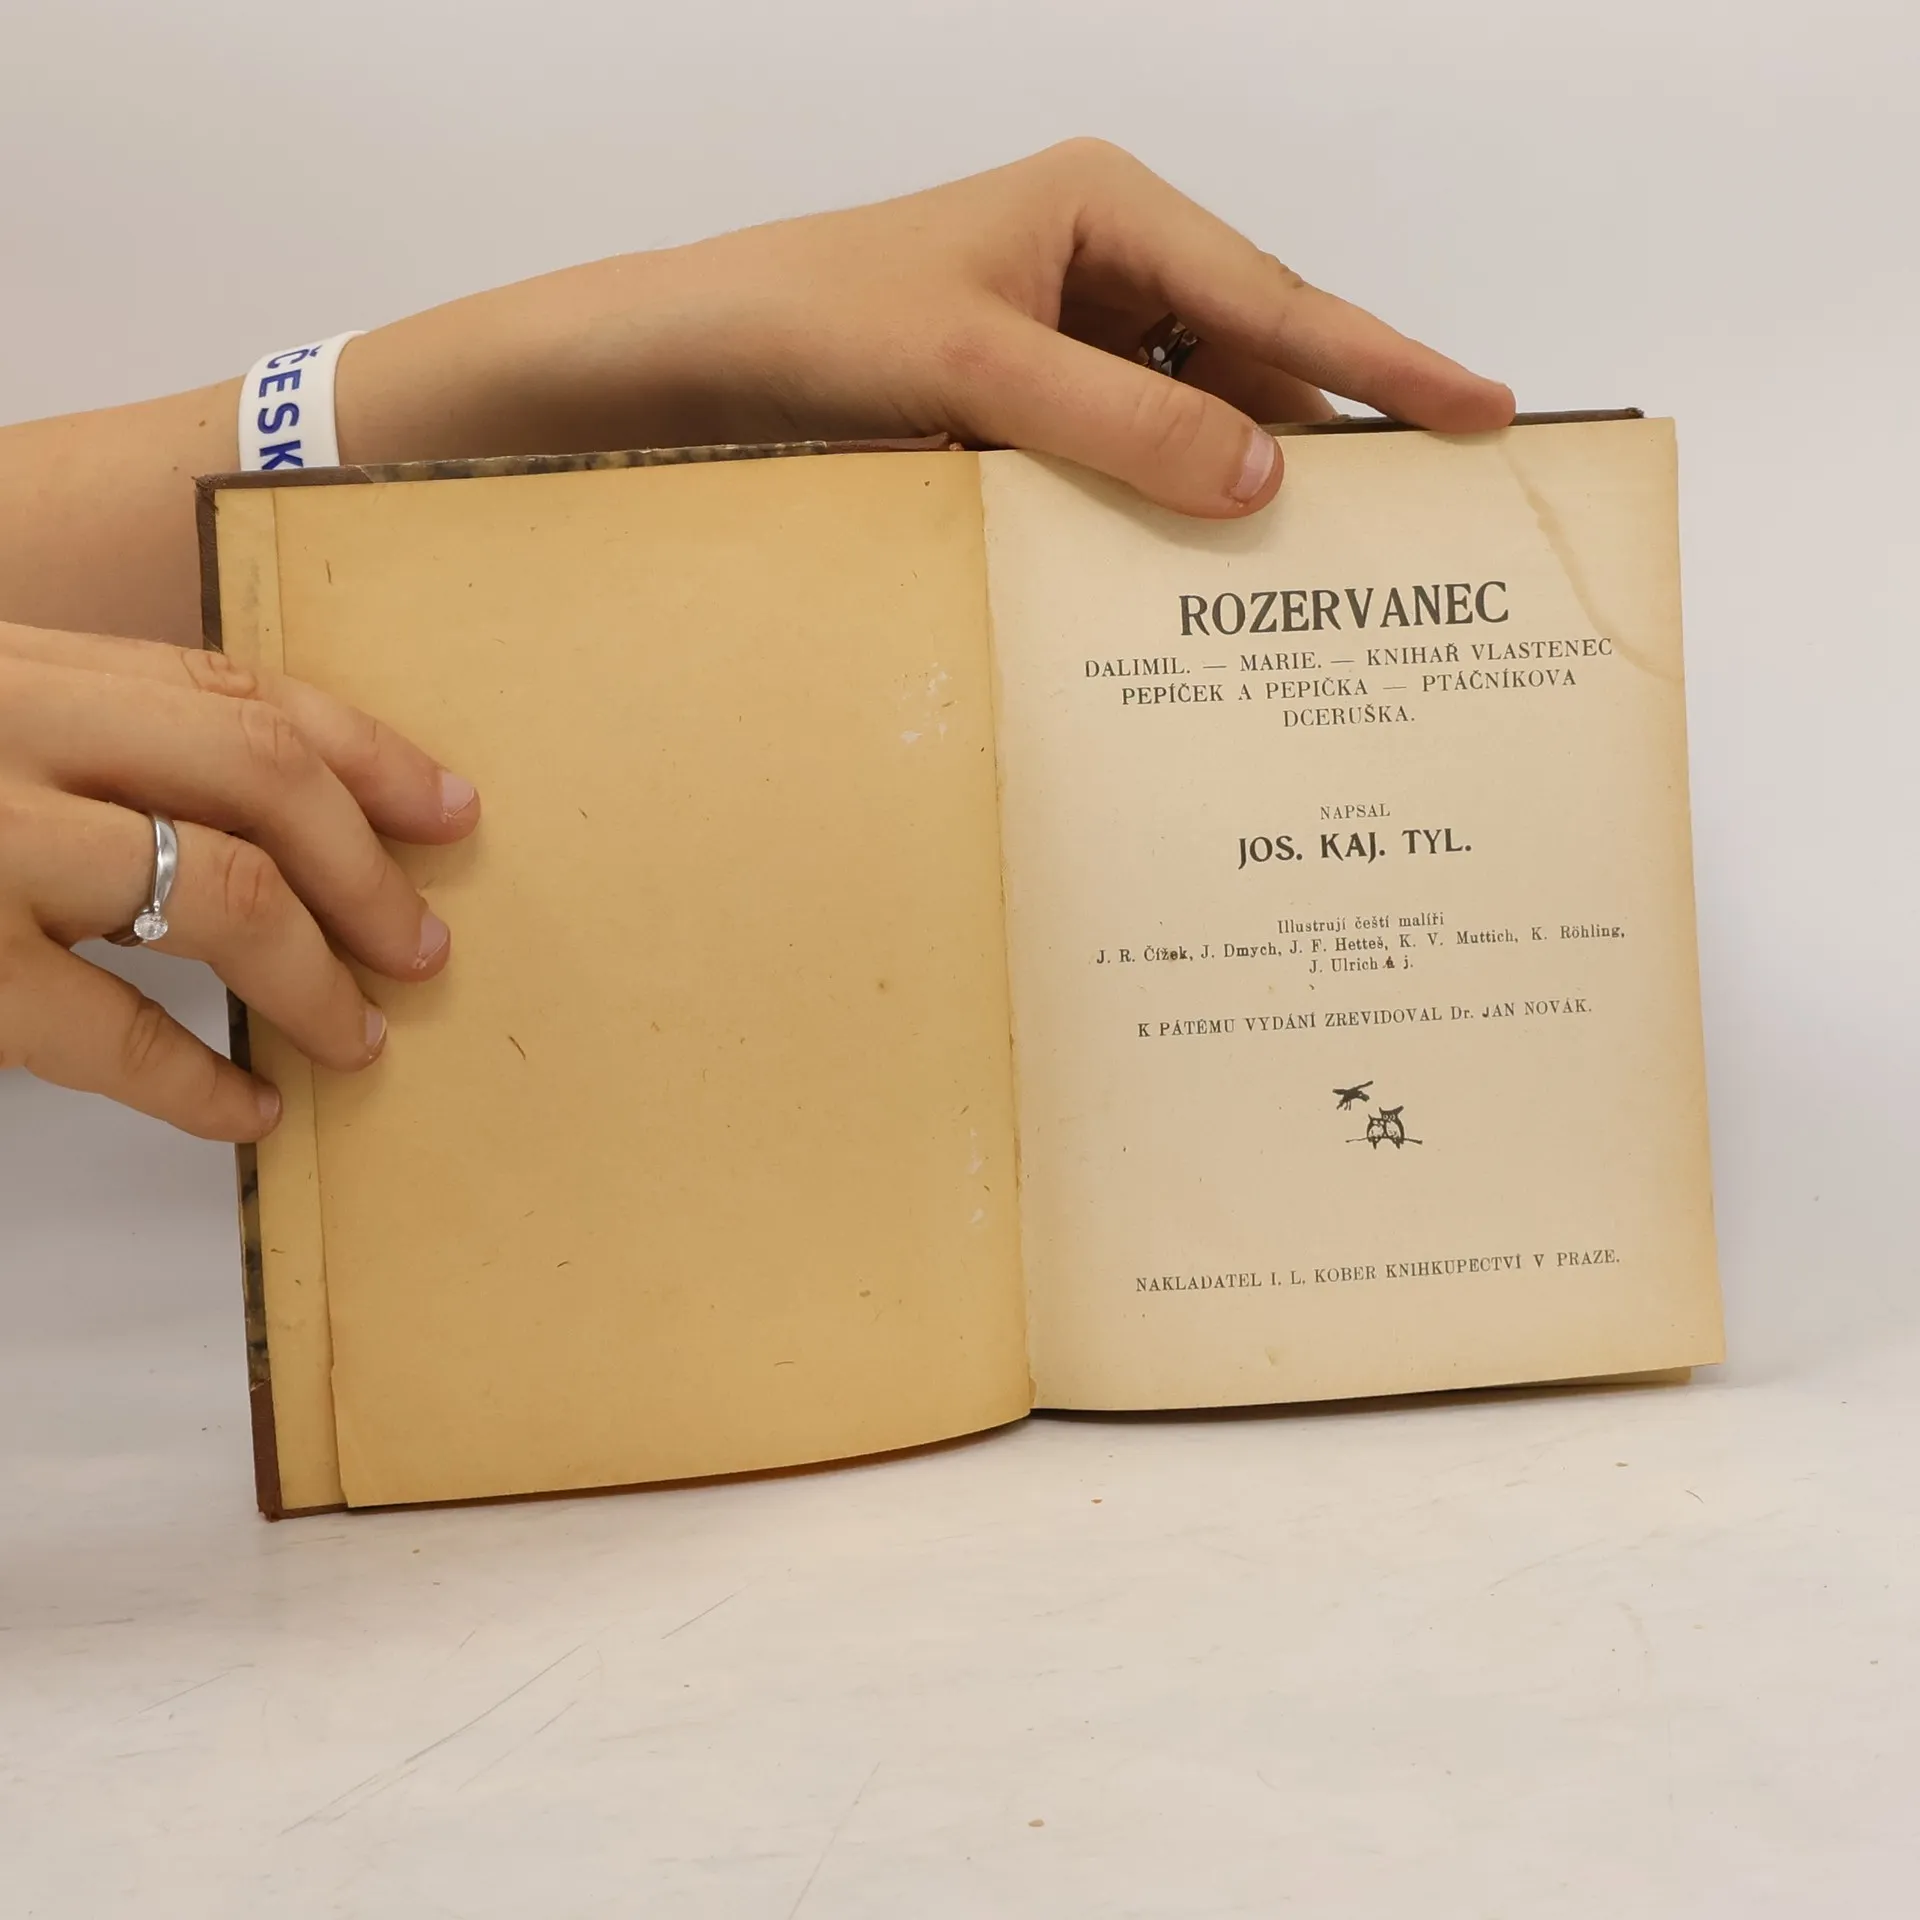 ČESK
ROZERVANEC
DALIMIL. — MARIE. — KNIHAŘ VLASTENEC
PEPÍČEK A PEPIČKA — PTÁČNÍKOVA
DCERUŠKA.
NAPSAL
JOS. KAJ. TYL.
Illustrují čeští malíři
J. R. Čížek, J. Dmych, J. F. Hetteš, K. V. Muttich, K. Röhling,
J. Ulrich a j.
K PÁTÉMU VYDÁNÍ ZREVIDOVAL Dr. JAN NOVÁK.
NAKLADATEL I. L. KOBER KNIHKUPECTVÍ V PRAZE.